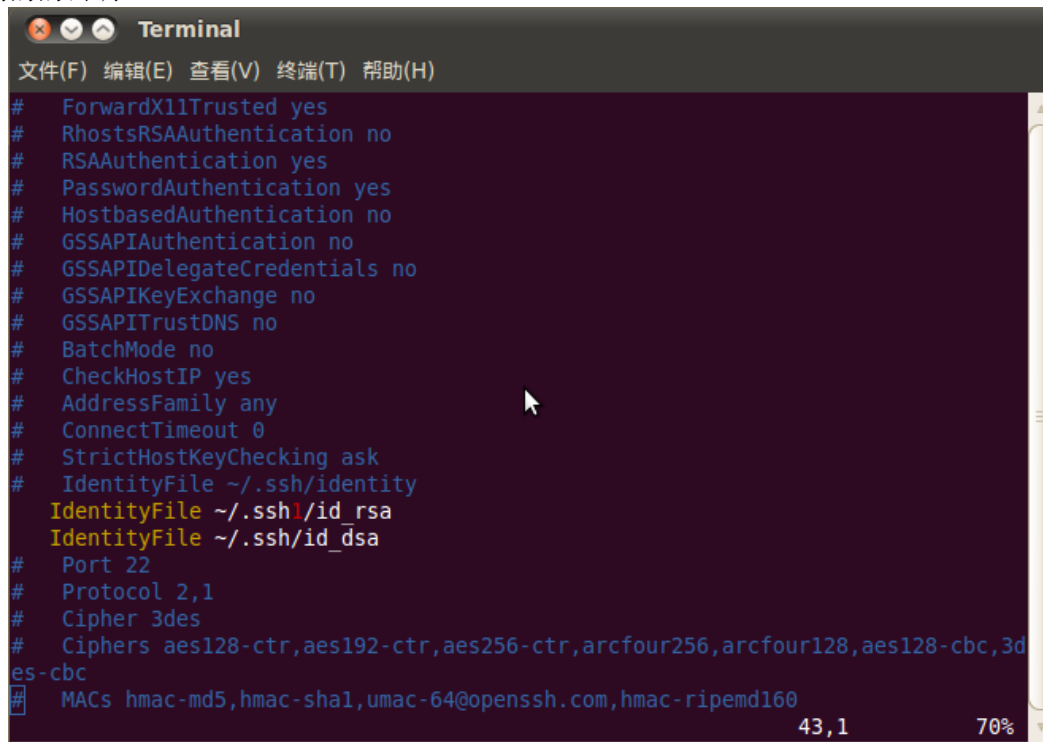 Terminal
文件(F) 编辑(E) 查看(V) 终端(T) 帮助(H)
#   ForwardX11Trusted yes
#   RhostsRSAAuthentication no
#   RSAAuthentication yes
#   PasswordAuthentication yes
#   HostbasedAuthentication no
#   GSSAPIAuthentication no
#   GSSAPIDelegateCredentials no
#   GSSAPIKeyExchange no
#   GSSAPITrustDNS no
#   BatchMode no
#   CheckHostIP yes
#   AddressFamily any
#   ConnectTimeout 0
#   StrictHostKeyChecking ask
#   IdentityFile ~/.ssh/identity
   IdentityFile ~/.ssh1/id_rsa
   IdentityFile ~/.ssh/id_dsa
#   Port 22
#   Protocol 2,1
#   Cipher 3des
#   Ciphers aes128-ctr,aes192-ctr,aes256-ctr,arcfour256,arcfour128,aes128-cbc,3d
es-cbc
#   MACs hmac-md5,hmac-sha1,umac-64@openssh.com,hmac-ripemd160
43,1 70%